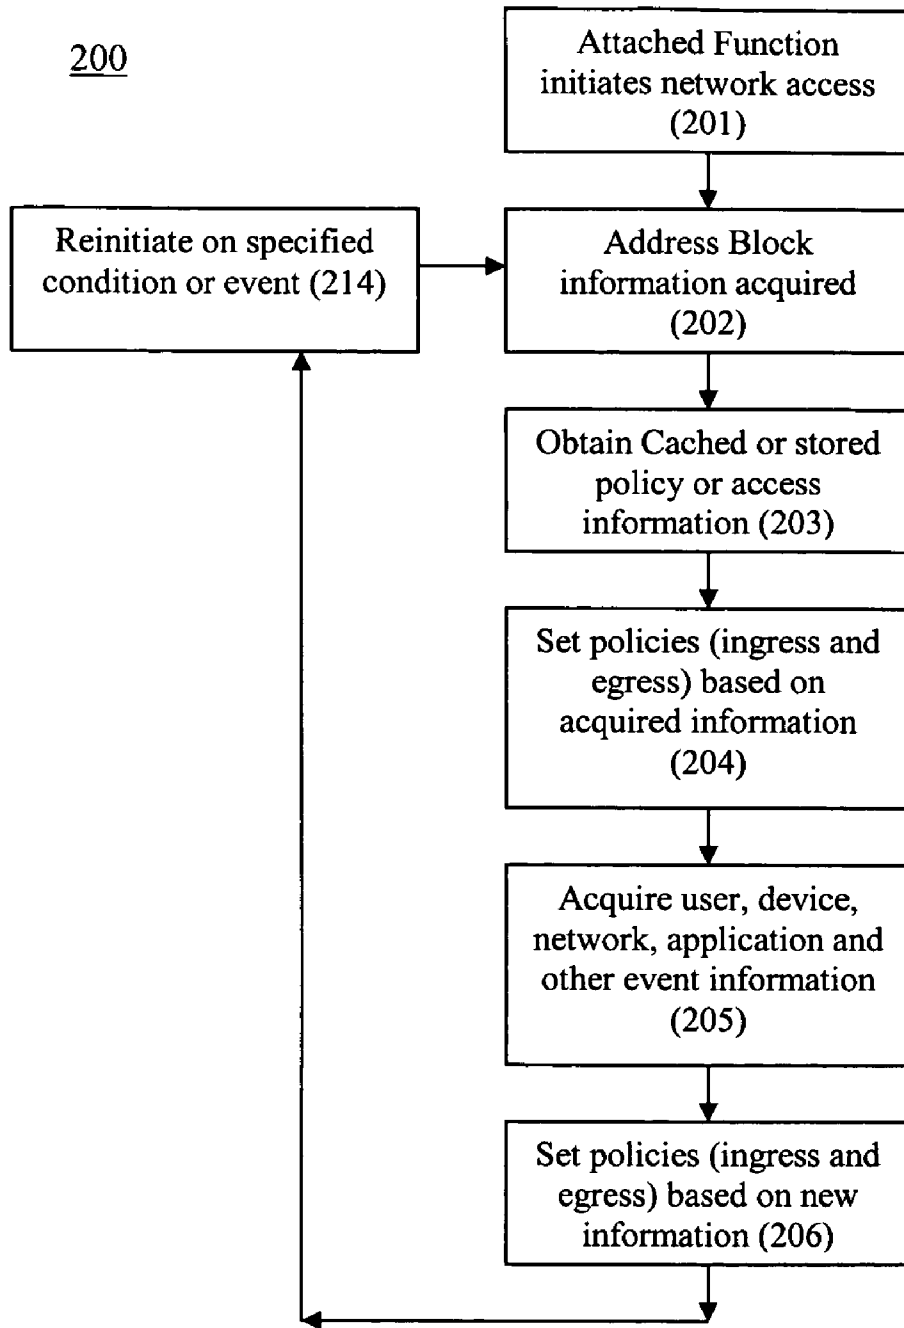 200
Attached Function
initiates network access
(201)
Reinitiate on specified
condition or event (214)
Address Block
information acquired
(202)
Obtain Cached or stored
policy or access
information (203)
Set policies (ingress and
egress) based on
acquired information
(204)
Acquire user, device,
network, application and
other event information
(205)
Set policies (ingress and
egress) based on new
information (206)